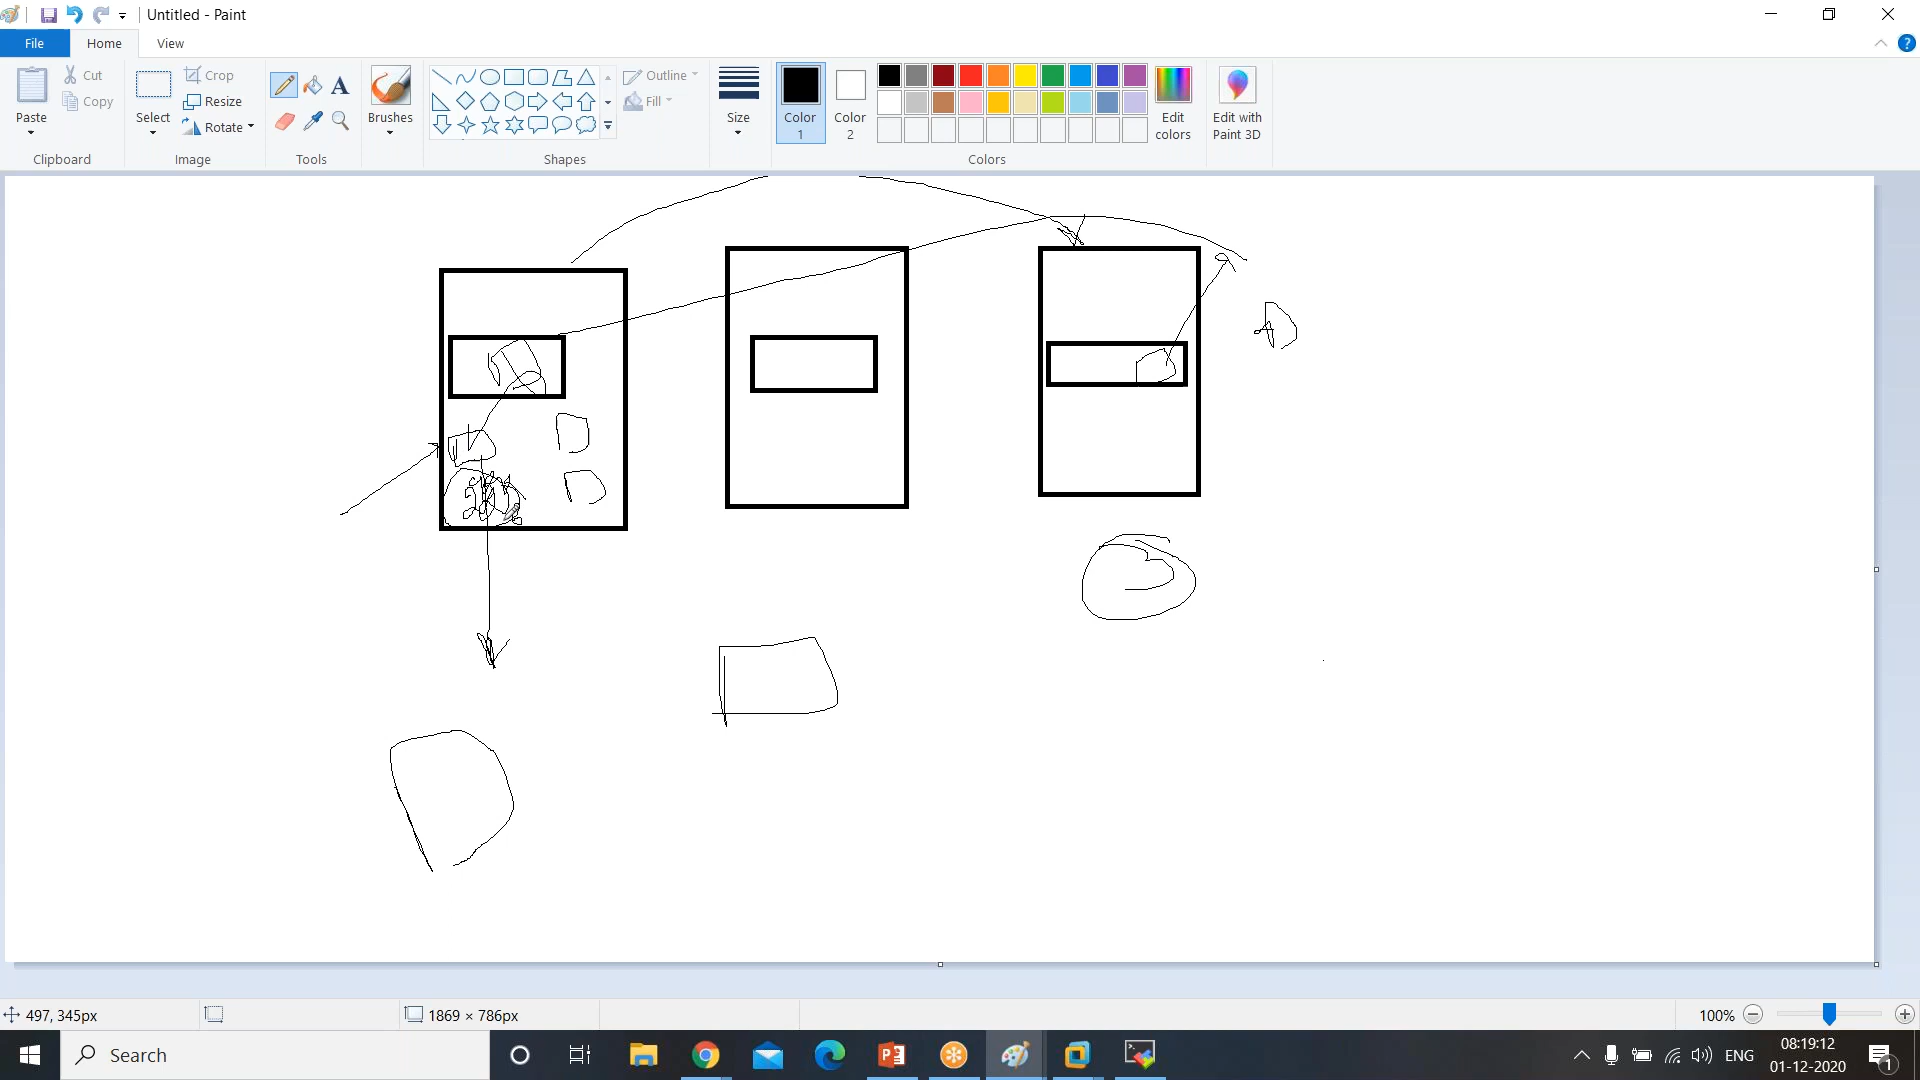 Untitled - Paint
File
Home
View
Paste
Cut
Copy
Clipboard
Select
Crop
Resize
Rotate
Image
A
Tools
Brushes
Shapes
Outline
Fill
Size
Color 1
Color 2
Colors
Edit colors
Edit with Paint 3D
?
497, 345px
1869 × 786px
100%
Search
ENG
08:19:12
01-12-2020
1